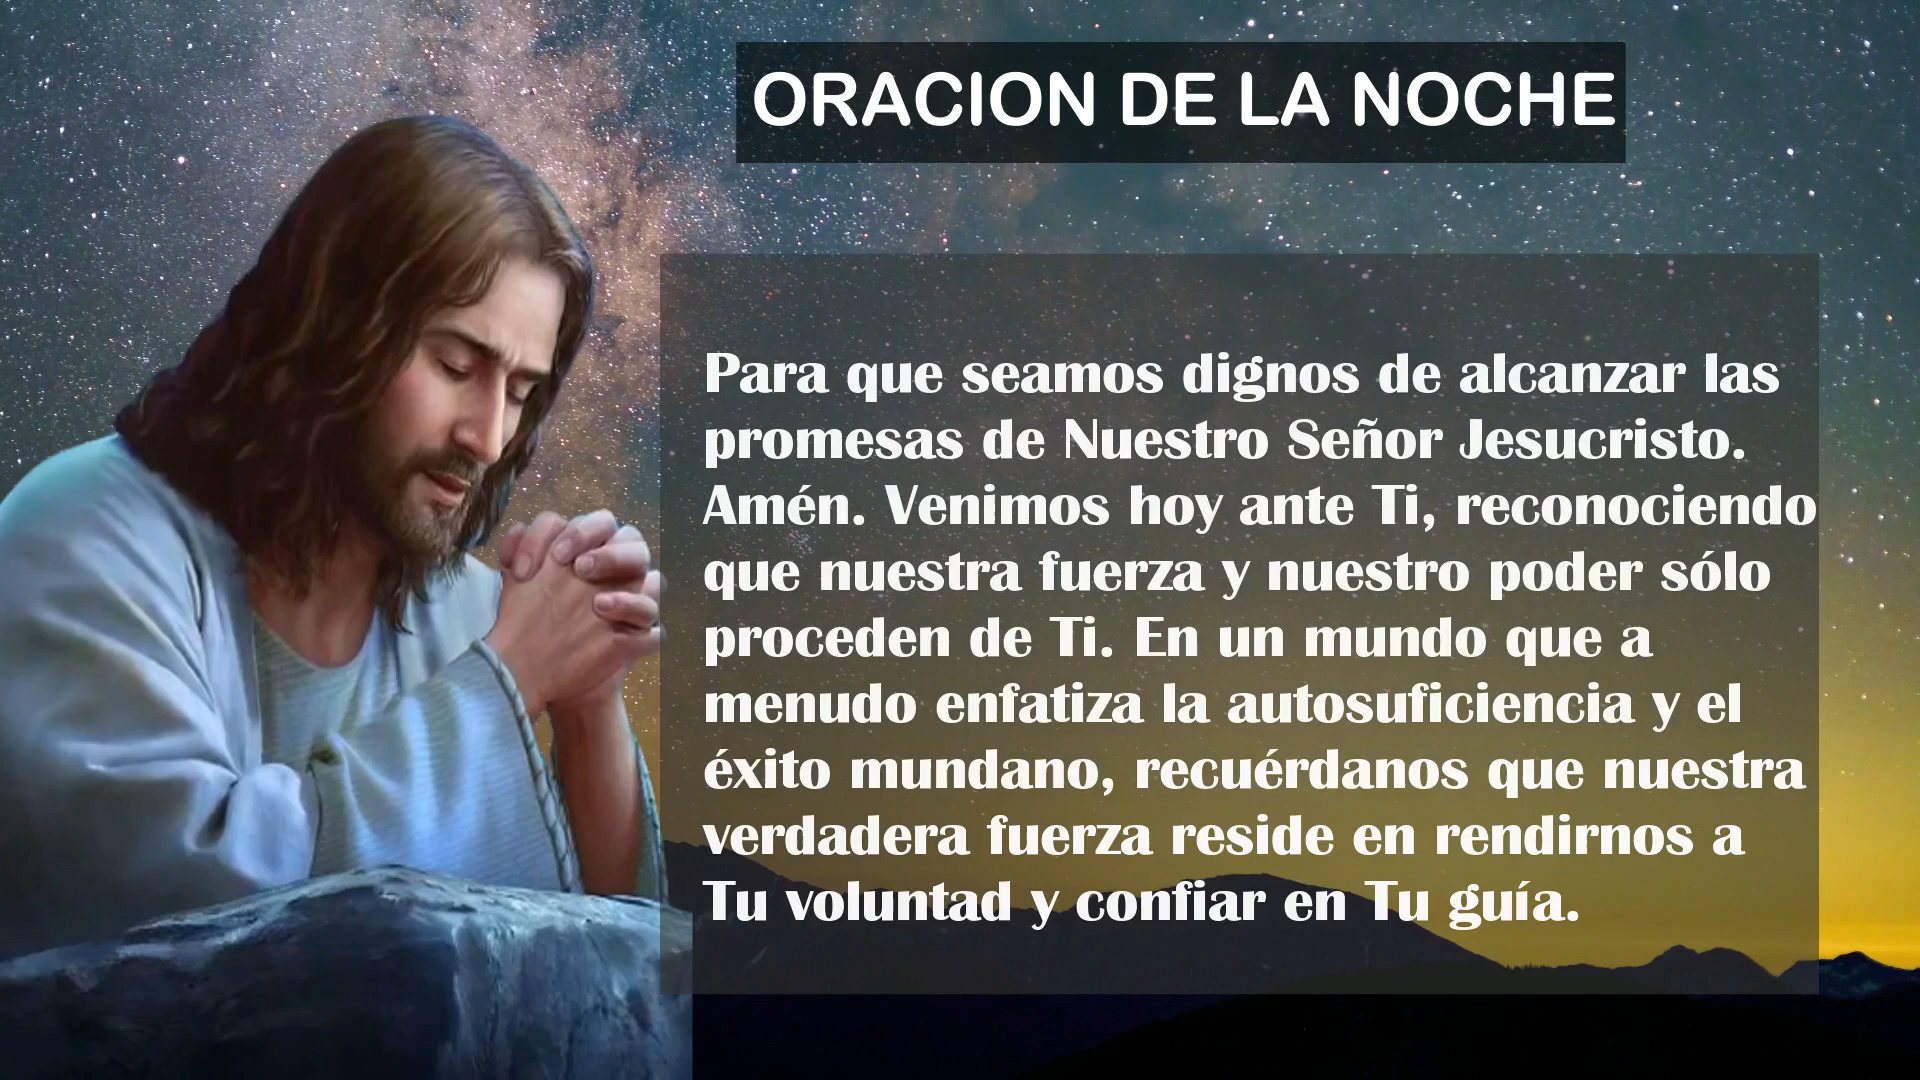 ORACION DE LA NOCHE
Para que seamos dignos de alcanzar las
promesas de Nuestro Señor Jesucristo.
Amén. Venimos hoy ante Ti, reconociendo
que nuestra fuerza y nuestro poder sólo
proceden de Ti. En un mundo que a
menudo enfatiza la autosuficiencia y el
éxito mundano, recuérdanos que nuestra
verdadera fuerza reside en rendirnos a
Tu voluntad y confiar en Tu guía.